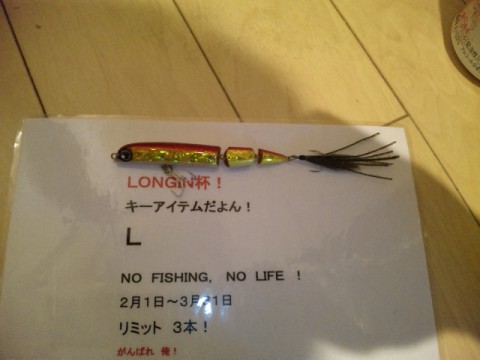 LONGIN杯！
キーアイテムだよん！
L
NO FISHING, NO LIFE ！
2月1日～3月31日
リミット 3本！
がんばれ 俺！